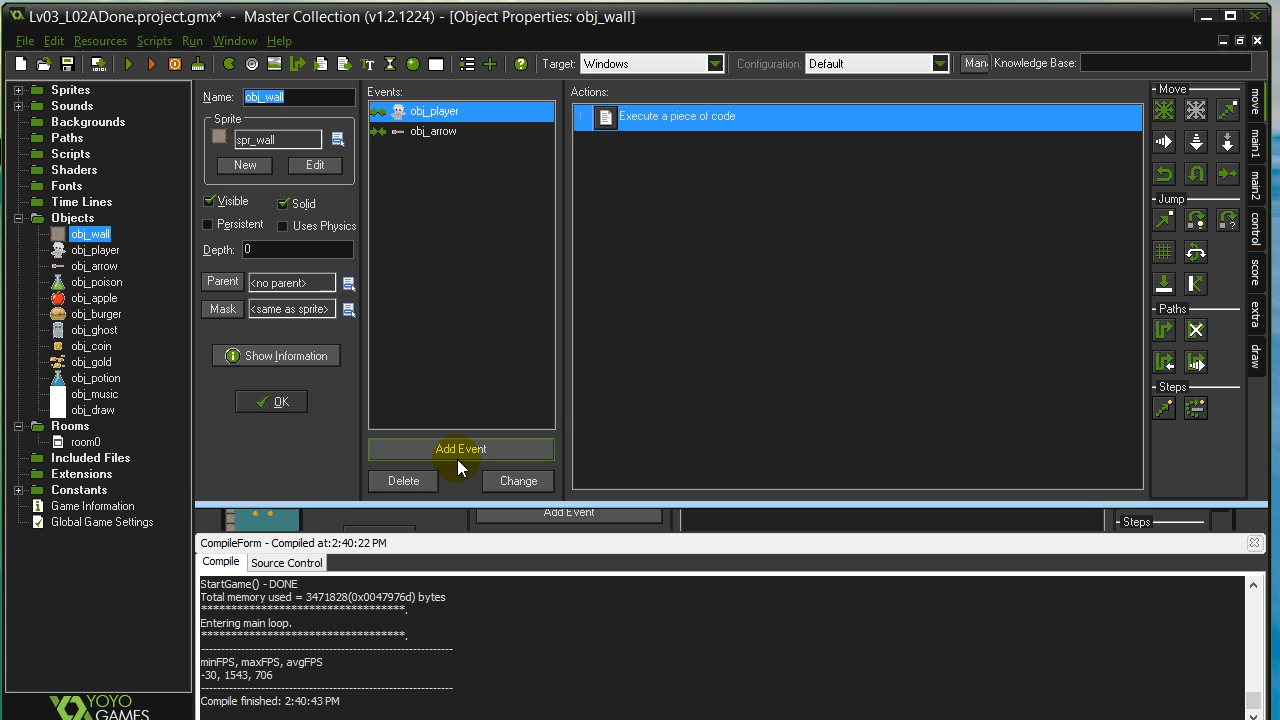 Lv03_L02ADone.project.gmx* - Master Collection (v1.2.1224) - [Object Properties: obj_wall]
File Edit Resources Scripts Run Window Help
Target: Windows Configuration: Default Man Knowledge Base:
Sprites
Sounds
Backgrounds
Paths
Scripts
Shaders
Fonts
Time Lines
Objects
obj_wall
obj_player
obj_arrow
obj_poison
obj_apple
obj_burger
obj_ghost
obj_coin
obj_gold
obj_potion
obj_music
obj_draw
Rooms
room0
Included Files
Extensions
Constants
Game Information
Global Game Settings
YOYO
GAMES
Name: obj_wall
Sprite
spr_wall
New Edit
Visible Solid
Persistent Uses Physics
Depth: 0
Parent <no parent>
Mask <same as sprite>
Show Information
OK
Events:
obj_player
obj_arrow
Add Event
Delete Change
Actions:
1 Execute a piece of code
Move
Jump
Paths
Steps
move
main1
main2
control
score
extra
draw
Add Event
Steps
CompileForm - Compiled at:2:40:22 PM
Compile Source Control
StartGame() - DONE
Total memory used = 3471828(0x0047976d) bytes
**********************************.
Entering main loop.
**********************************.
---------------------------------------------------------------
minFPS, maxFPS, avgFPS
-30, 1543, 706
---------------------------------------------------------------
Compile finished: 2:40:43 PM